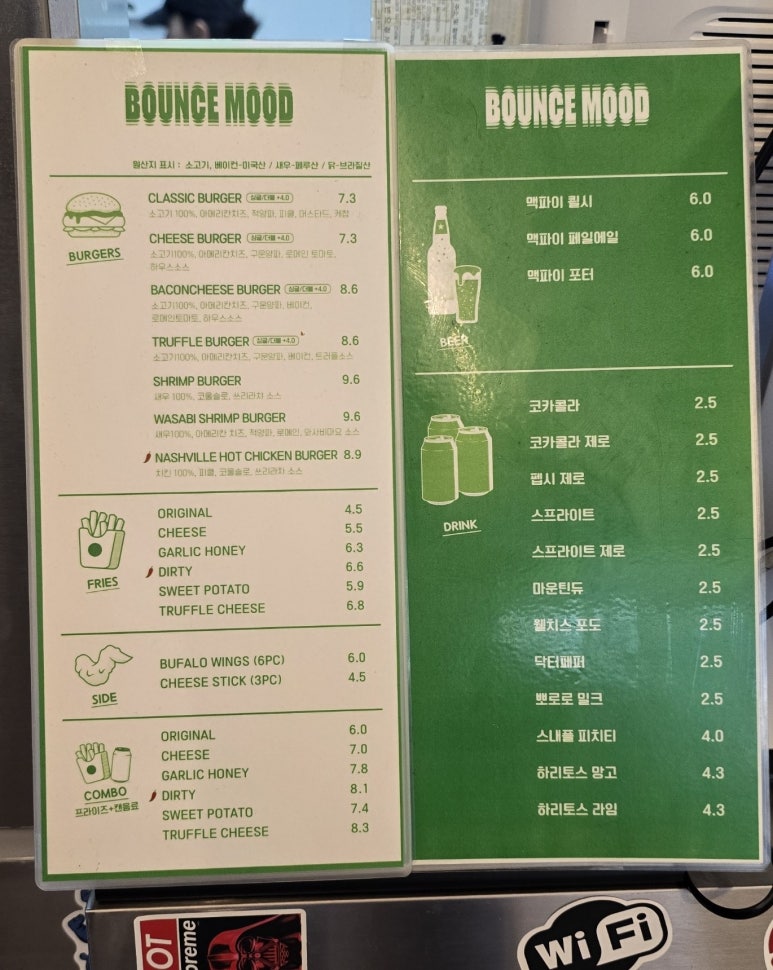 BOUNCE MOOD
원산지 표시 : 소고기, 베이컨-미국산 / 새우-페루산 / 닭-브라질산
BURGERS
CLASSIC BURGER 싱글/더블 +4.0 7.3
소고기 100%, 아메리칸치즈, 적양파, 피클, 머스타드, 케찹
CHEESE BURGER 싱글/더블 +4.0 7.3
소고기100%, 아메리칸치즈, 구운양파, 로메인 토마토,
하우스소스
BACONCHEESE BURGER 싱글/더블 +4.0 8.6
소고기100%, 아메리칸치즈, 구운양파, 베이컨,
로메인토마토, 하우스소스
TRUFFLE BURGER 싱글/더블 +4.0 8.6
소고기100%, 아메리칸치즈, 구운양파, 베이컨, 트러플소스
SHRIMP BURGER 9.6
새우 100%, 코울슬로, 쓰리라차 소스
WASABI SHRIMP BURGER 9.6
새우100%, 아메리칸 치즈, 적양파, 로메인, 와사비마요 소스
NASHVILLE HOT CHICKEN BURGER 8.9
치킨 100%, 피클, 코울슬로, 쓰리라차 소스
FRIES
ORIGINAL 4.5
CHEESE 5.5
GARLIC HONEY 6.3
DIRTY 6.6
SWEET POTATO 5.9
TRUFFLE CHEESE 6.8
SIDE
BUFALO WINGS (6PC) 6.0
CHEESE STICK (3PC) 4.5
COMBO
프라이즈+캔음료
ORIGINAL 6.0
CHEESE 7.0
GARLIC HONEY 7.8
DIRTY 8.1
SWEET POTATO 7.4
TRUFFLE CHEESE 8.3
BOUNCE MOOD
BEER
맥파이 쾰시 6.0
맥파이 페일에일 6.0
맥파이 포터 6.0
DRINK
코카콜라 2.5
코카콜라 제로 2.5
펩시 제로 2.5
스프라이트 2.5
스프라이트 제로 2.5
마운틴듀 2.5
웰치스 포도 2.5
닥터페퍼 2.5
뽀로로 밀크 2.5
스내플 피치티 4.0
하리토스 망고 4.3
하리토스 라임 4.3
WiFi